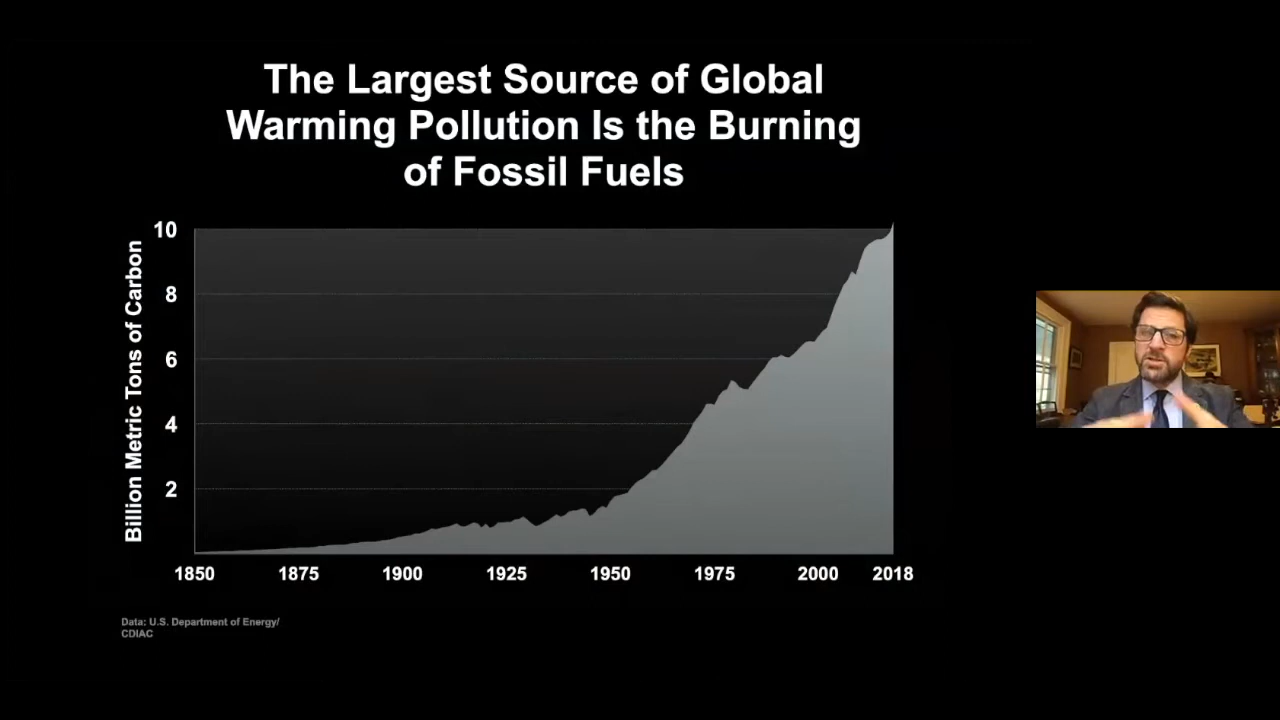 The Largest Source of Global
Warming Pollution Is the Burning
of Fossil Fuels
Billion Metric Tons of Carbon
10
8
6
4
2
1850 1875 1900 1925 1950 1975 2000 2018
Data: U.S. Department of Energy/
CDIAC